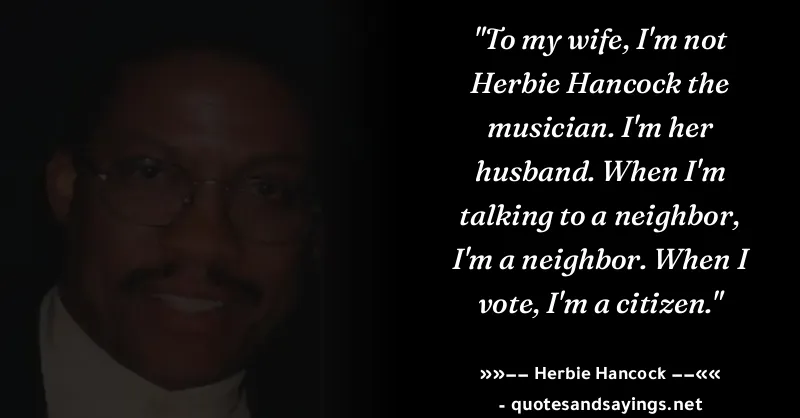 "To my wife, I'm not
Herbie Hancock the
musician. I'm her
husband. When I'm
talking to a neighbor,
I'm a neighbor. When I
vote, I'm a citizen."
»»−− Herbie Hancock −−««
- quotesandsayings.net